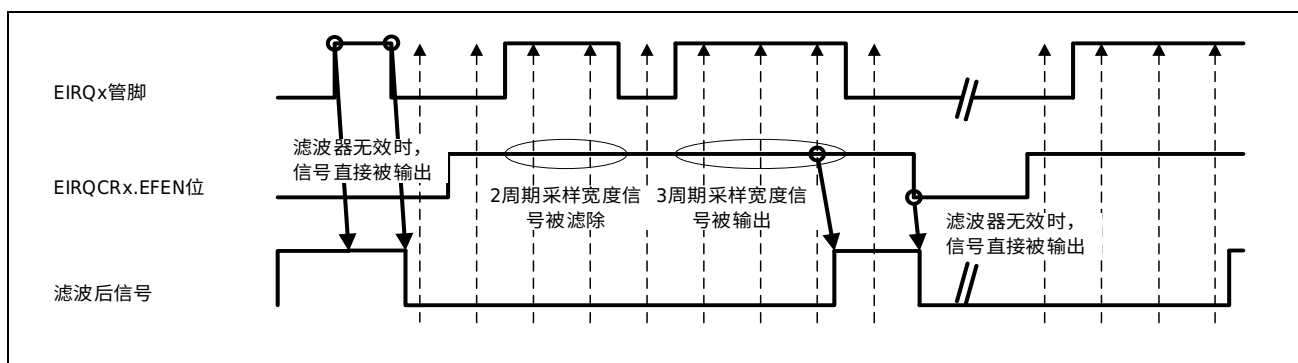 EIRQx管脚
滤波器无效时，
信号直接被输出
EIRQCRx.EFEN位
2周期采样宽度信
号被滤除
3周期采样宽度信
号被输出
滤波器无效时，
信号直接被输出
滤波后信号